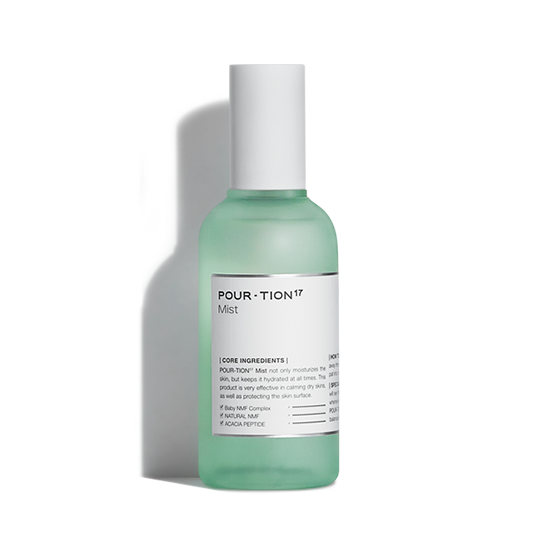 POUR·TION¹⁷
Mist
[ CORE INGREDIENTS ]
POUR-TION¹⁷ Mist not only moisturizes the
skin, but keeps it hydrated at all times. This
product is very effective in calming dry skins,
as well as protecting the skin surface.
Baby NMF Complex
NATURAL NMF
ACACIA PEPTIDE